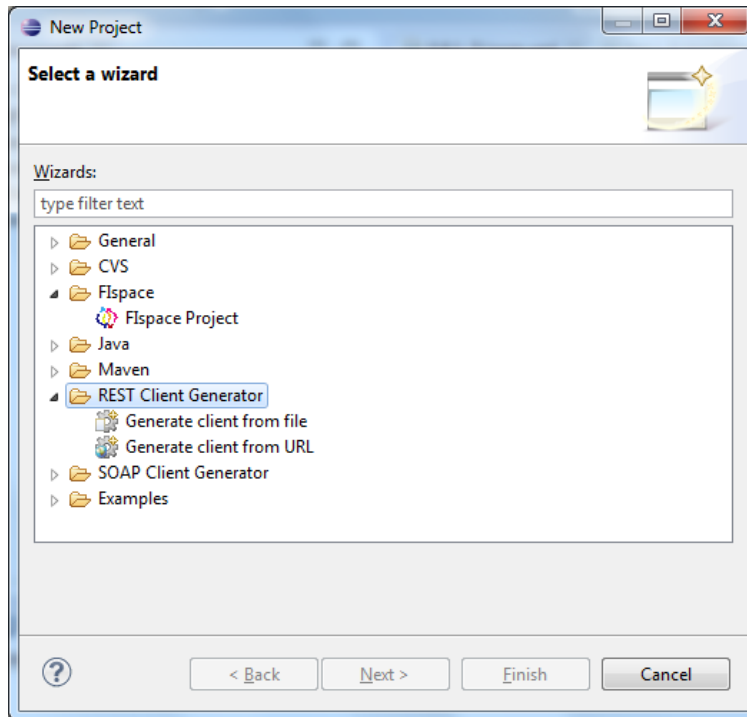 New Project
Select a wizard
Wizards:
type filter text
General
CVS
FIspace
FIspace Project
Java
Maven
REST Client Generator
Generate client from file
Generate client from URL
SOAP Client Generator
Examples
?
< Back
Next >
Finish
Cancel